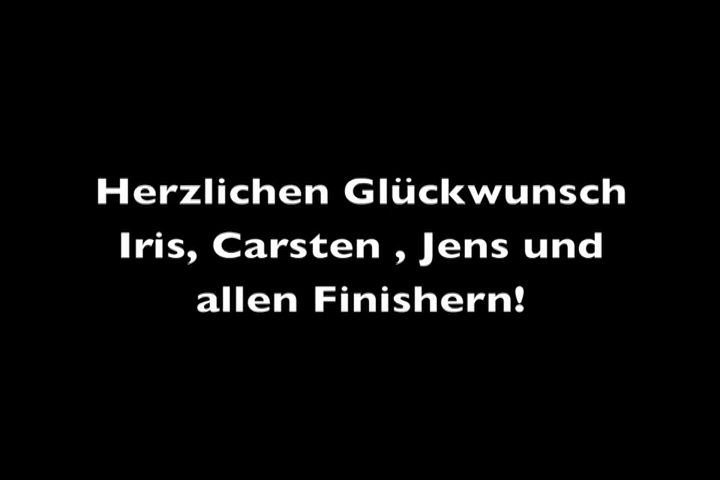 Herzlichen Glückwunsch
Iris, Carsten , Jens und
allen Finishern!